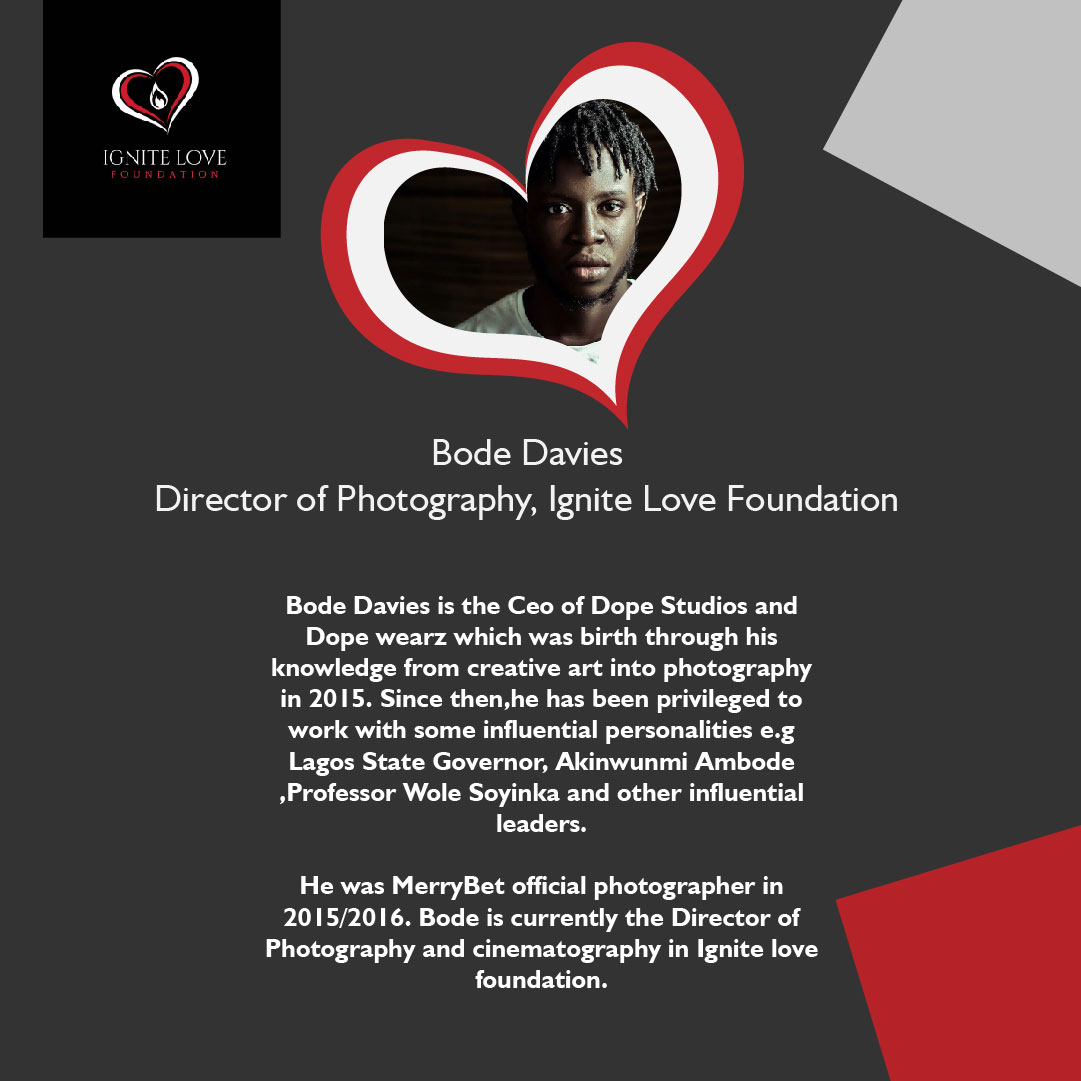 IGNITE LOVE
FOUNDATION
Bode Davies
Director of Photography, Ignite Love Foundation
Bode Davies is the Ceo of Dope Studios and
Dope wearz which was birth through his
knowledge from creative art into photography
in 2015. Since then,he has been privileged to
work with some influential personalities e.g
Lagos State Governor, Akinwunmi Ambode
,Professor Wole Soyinka and other influential
leaders.
He was MerryBet official photographer in
2015/2016. Bode is currently the Director of
Photography and cinematography in Ignite love
foundation.